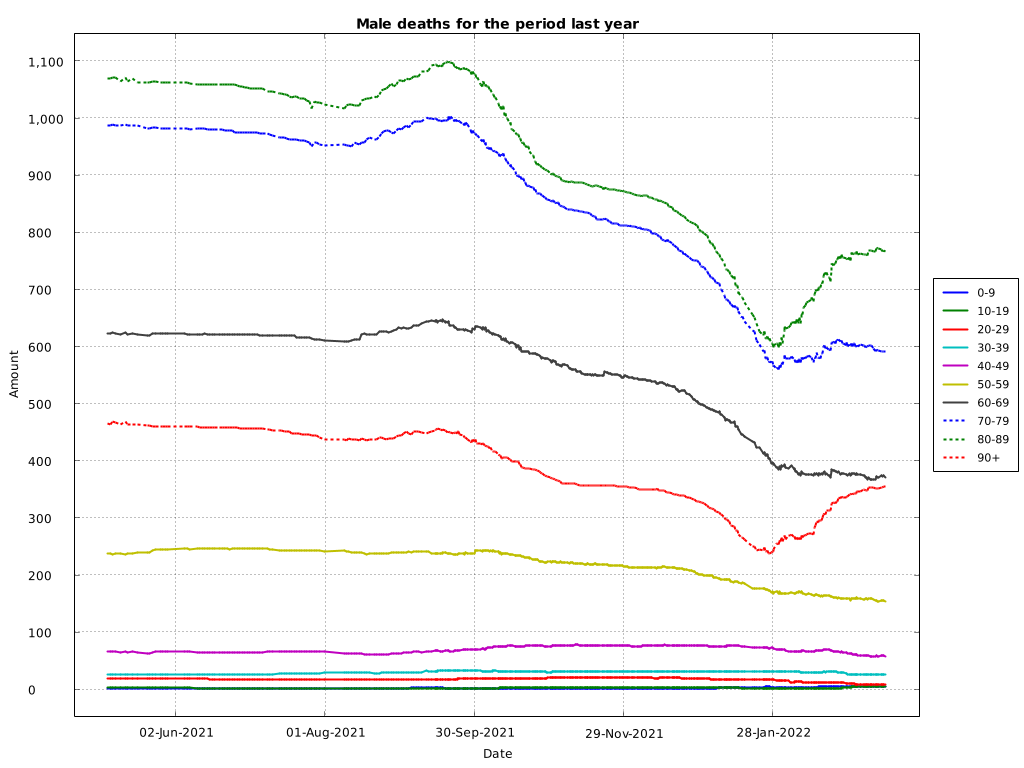 Male deaths for the period last year
1,100
1,000
900
800
700
600
500
400
300
200
100
0
Amount
02-Jun-2021
01-Aug-2021
30-Sep-2021
29-Nov-2021
28-Jan-2022
Date
0-9
10-19
20-29
30-39
40-49
50-59
60-69
70-79
80-89
90+